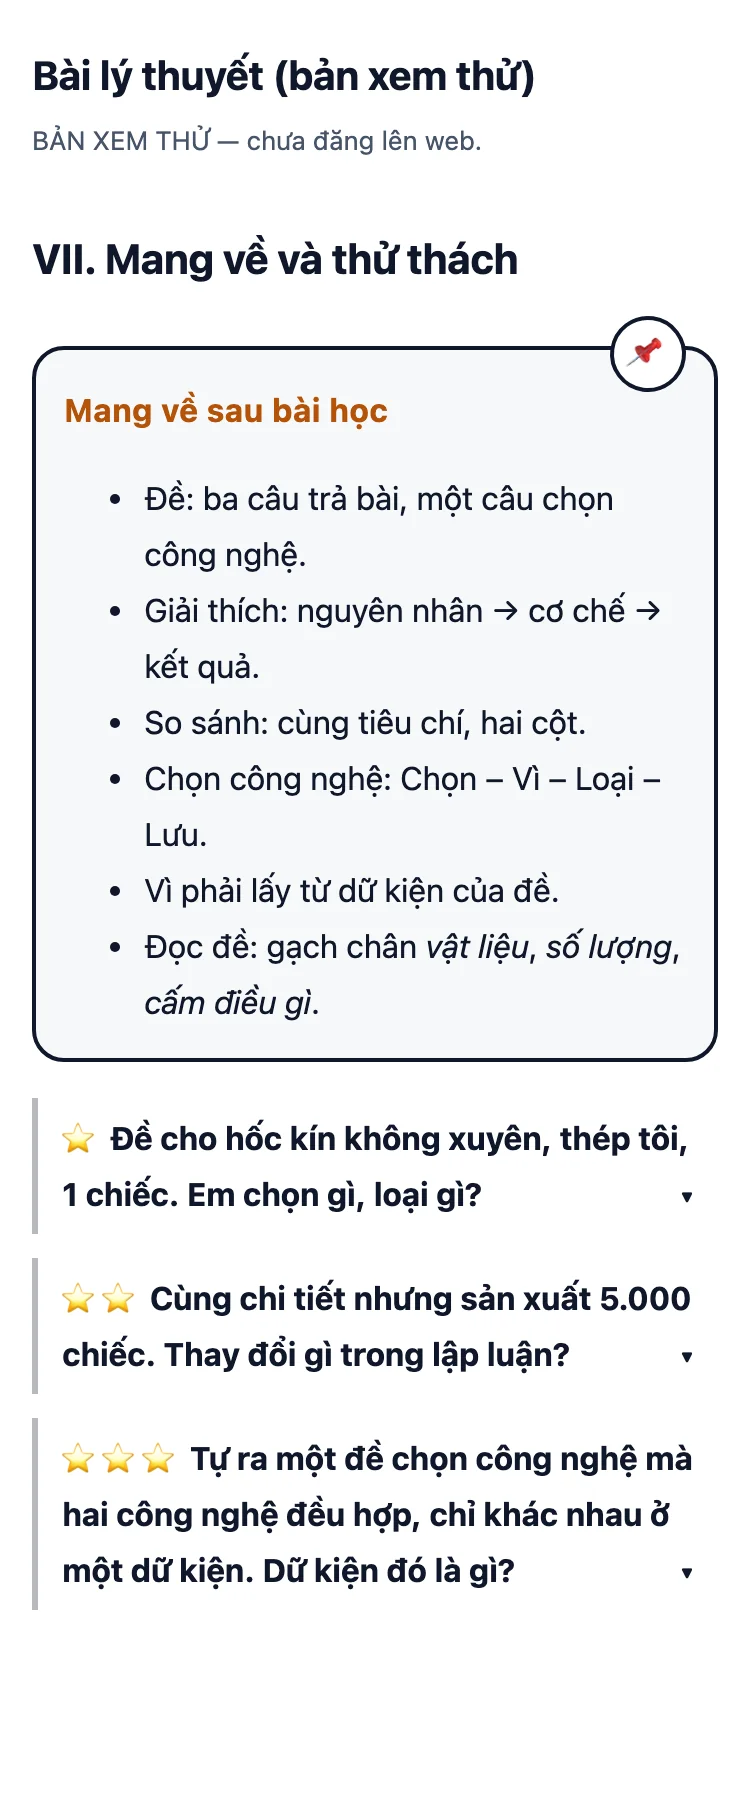 Bài lý thuyết (bản xem thử)
BẢN XEM THỬ — chưa đăng lên web.
VII. Mang về và thử thách
Mang về sau bài học
• Đề: ba câu trả bài, một câu chọn
công nghệ.
• Giải thích: nguyên nhân → cơ chế →
kết quả.
• So sánh: cùng tiêu chí, hai cột.
• Chọn công nghệ: Chọn – Vì – Loại –
Lưu.
• Vì phải lấy từ dữ kiện của đề.
• Đọc đề: gạch chân vật liệu, số lượng,
cấm điều gì.
⭐ Đề cho hốc kín không xuyên, thép tôi,
1 chiếc. Em chọn gì, loại gì? ▼
⭐⭐ Cùng chi tiết nhưng sản xuất 5.000
chiếc. Thay đổi gì trong lập luận? ▼
⭐⭐⭐ Tự ra một đề chọn công nghệ mà
hai công nghệ đều hợp, chỉ khác nhau ở
một dữ kiện. Dữ kiện đó là gì? ▼